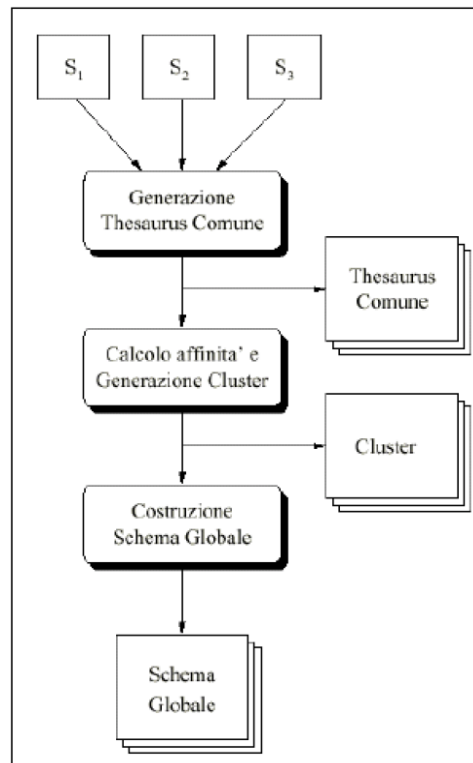 S1 S2 S3
Generazione
Thesaurus Comune
Thesaurus
Comune
Calcolo affinita' e
Generazione Cluster
Cluster
Costruzione
Schema Globale
Schema
Globale